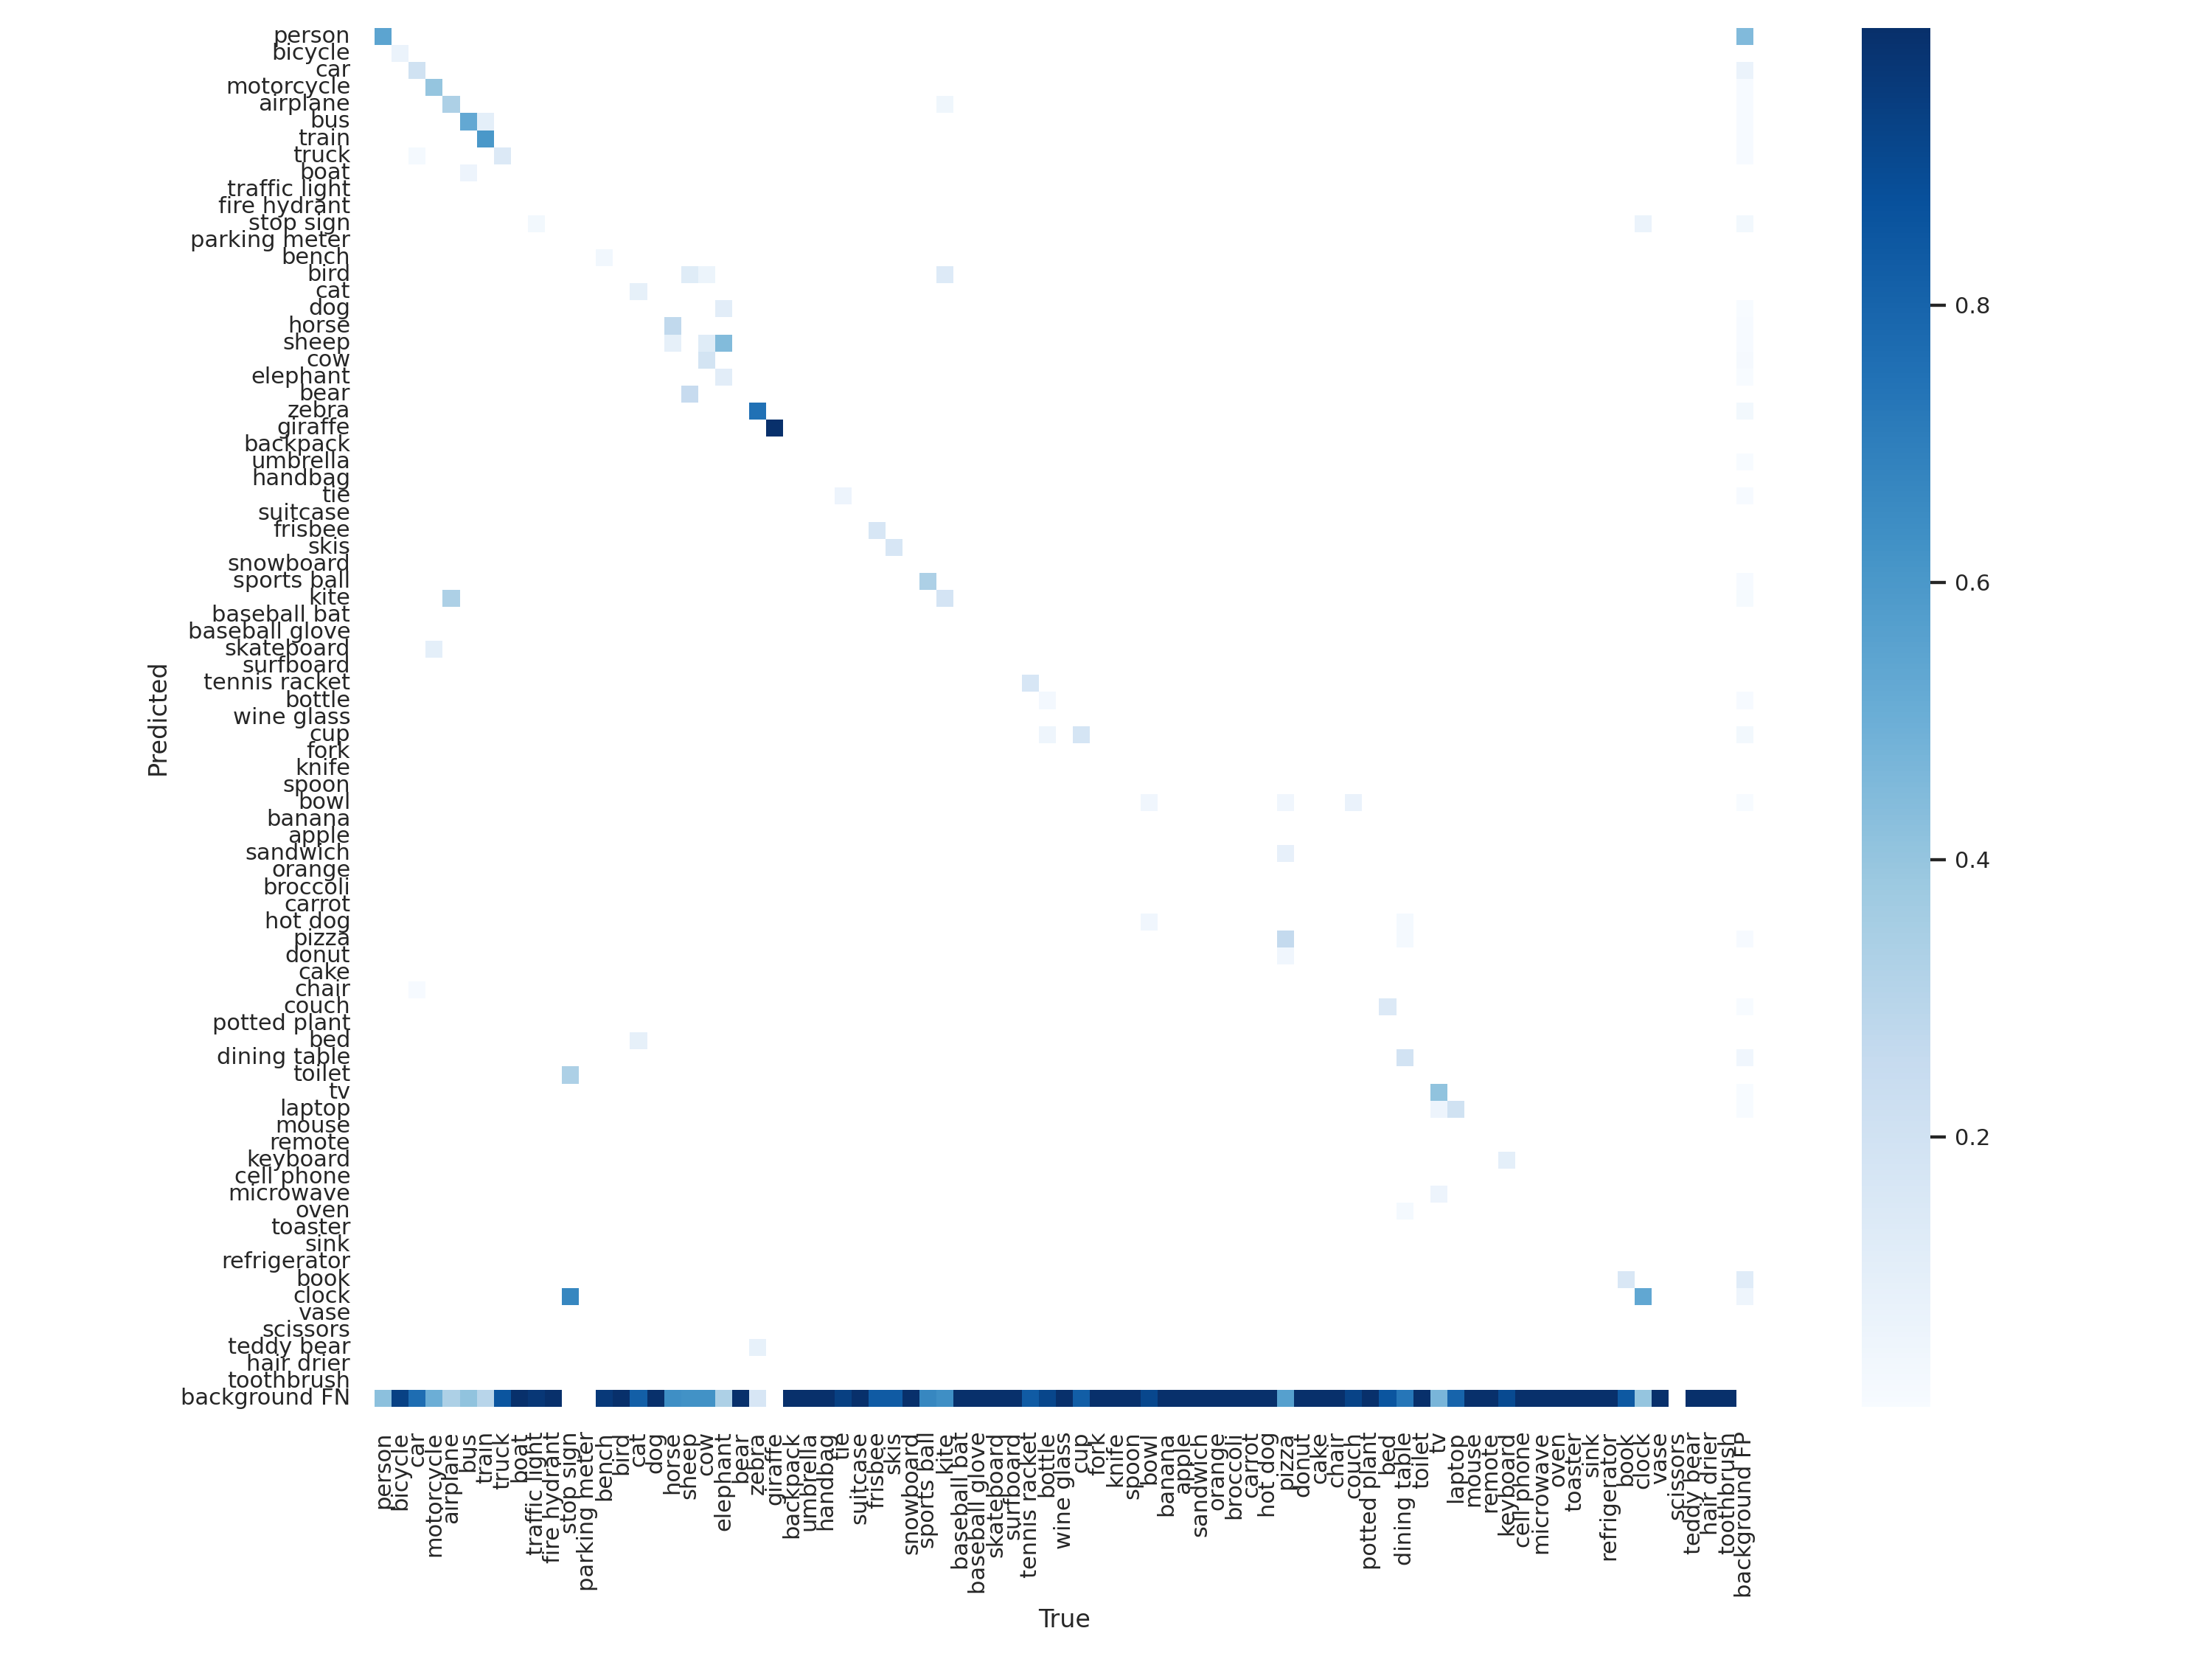 person
bicycle
car
motorcycle
airplane
bus
train
truck
boat
traffic light
fire hydrant
stop sign
parking meter
bench
bird
cat
dog
horse
sheep
cow
elephant
bear
zebra
giraffe
backpack
umbrella
handbag
tie
suitcase
frisbee
skis
snowboard
sports ball
kite
baseball bat
baseball glove
skateboard
surfboard
tennis racket
bottle
wine glass
cup
fork
knife
spoon
bowl
banana
apple
sandwich
orange
broccoli
carrot
hot dog
pizza
donut
cake
chair
couch
potted plant
bed
dining table
toilet
tv
laptop
mouse
remote
keyboard
cell phone
microwave
oven
toaster
sink
refrigerator
book
clock
vase
scissors
teddy bear
hair drier
toothbrush
background FN
Predicted
person
bicycle
car
motorcycle
airplane
bus
train
truck
boat
traffic light
fire hydrant
stop sign
parking meter
bench
bird
cat
dog
horse
sheep
cow
elephant
bear
zebra
giraffe
backpack
umbrella
handbag
tie
suitcase
frisbee
skis
snowboard
sports ball
kite
baseball bat
baseball glove
skateboard
surfboard
tennis racket
bottle
wine glass
cup
fork
knife
spoon
bowl
banana
apple
sandwich
orange
broccoli
carrot
hot dog
pizza
donut
cake
chair
couch
potted plant
bed
dining table
toilet
tv
laptop
mouse
remote
keyboard
cell phone
microwave
oven
toaster
sink
refrigerator
book
clock
vase
scissors
teddy bear
hair drier
toothbrush
background FP
True
0.8
0.6
0.4
0.2